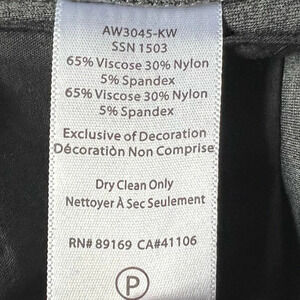 AW3045-KW
SSN 1503
65% Viscose 30% Nylon
5% Spandex
65% Viscose 30% Nylon
5% Spandex
Exclusive of Decoration
Décoration Non Comprise
Dry Clean Only
Nettoyer À Sec Seulement
RN# 89169 CA#41106
P